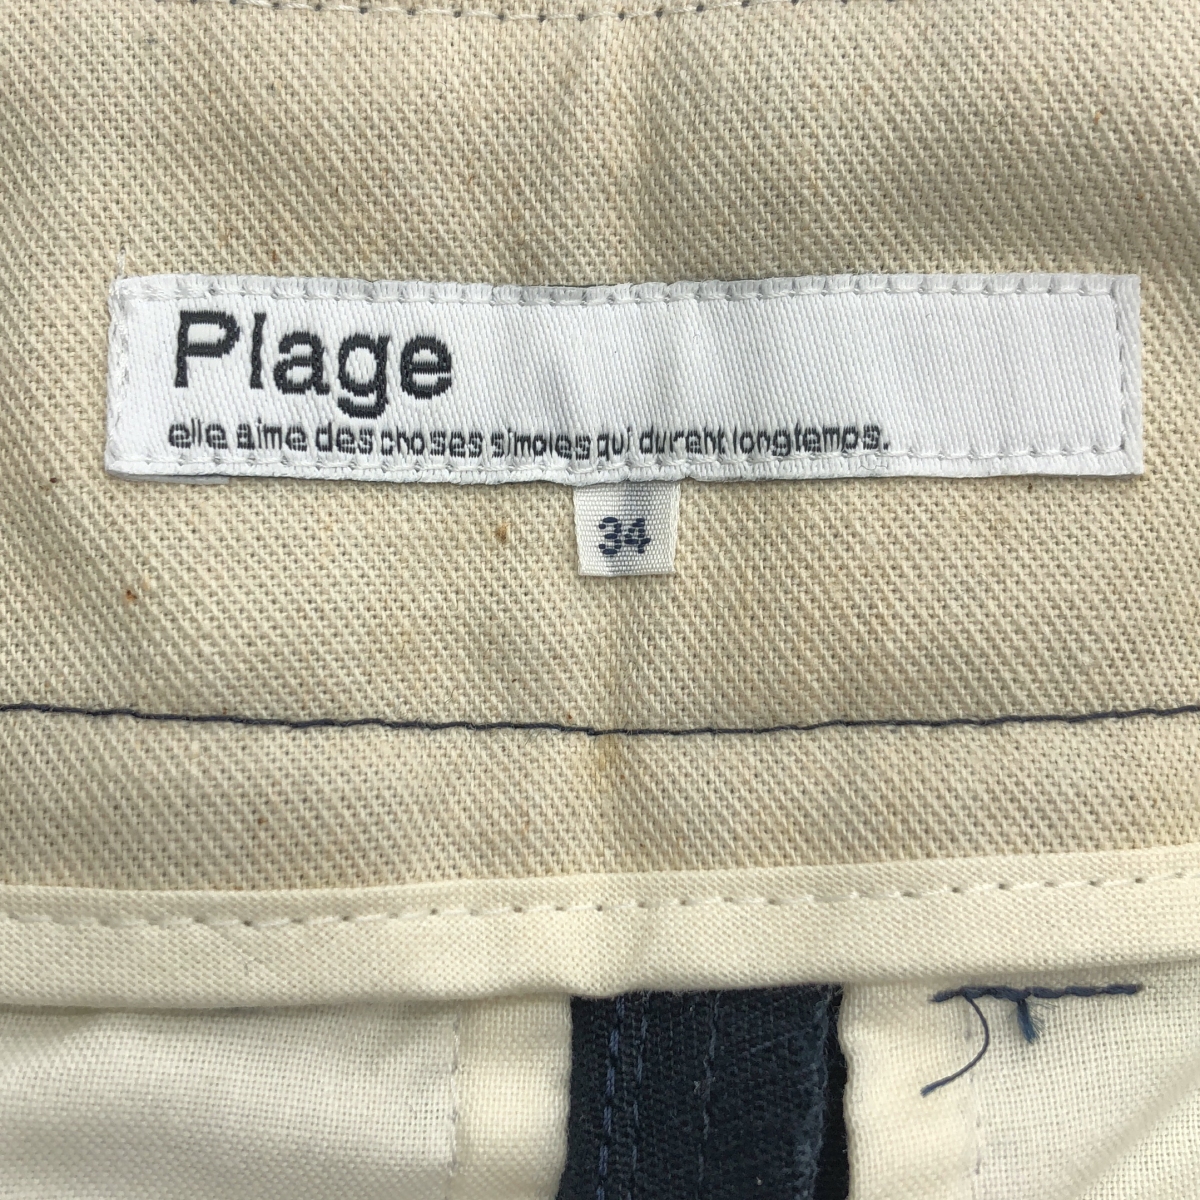 Plage
elle aime des choses simples qui durent longtemps.
34